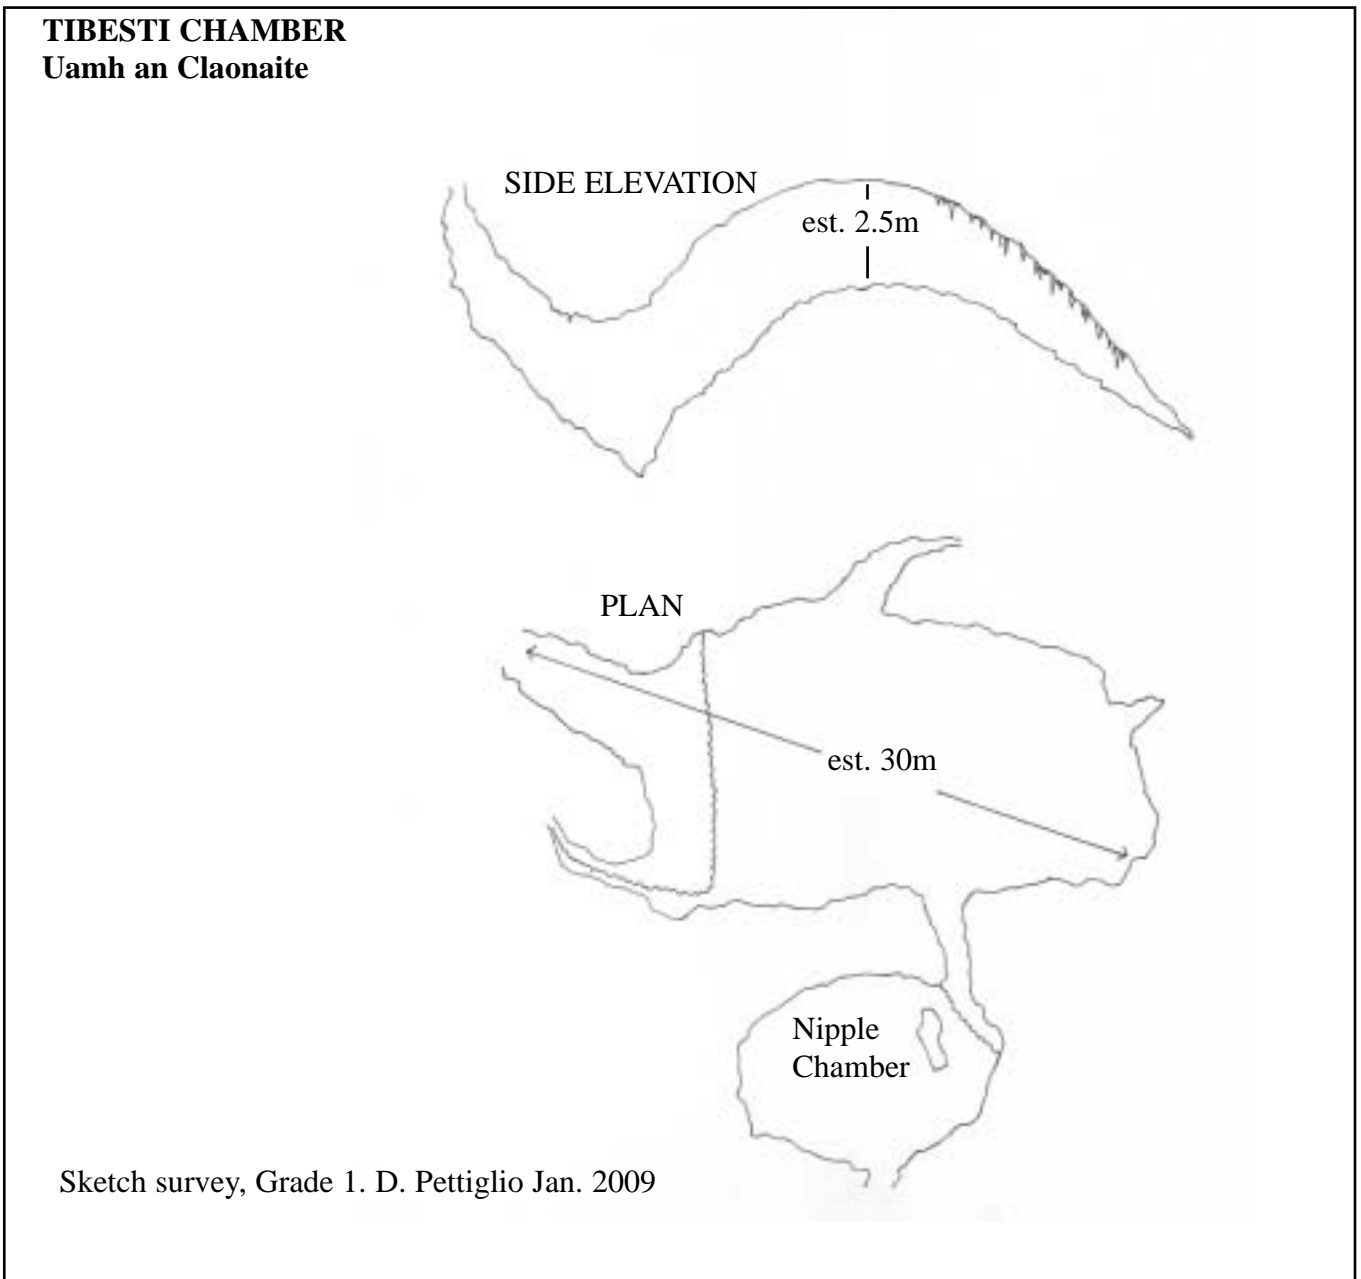 TIBESTI CHAMBER
Uamh an Claonaite
SIDE ELEVATION
est. 2.5m
PLAN
est. 30m
Nipple
Chamber
Sketch survey, Grade 1. D. Pettiglio Jan. 2009